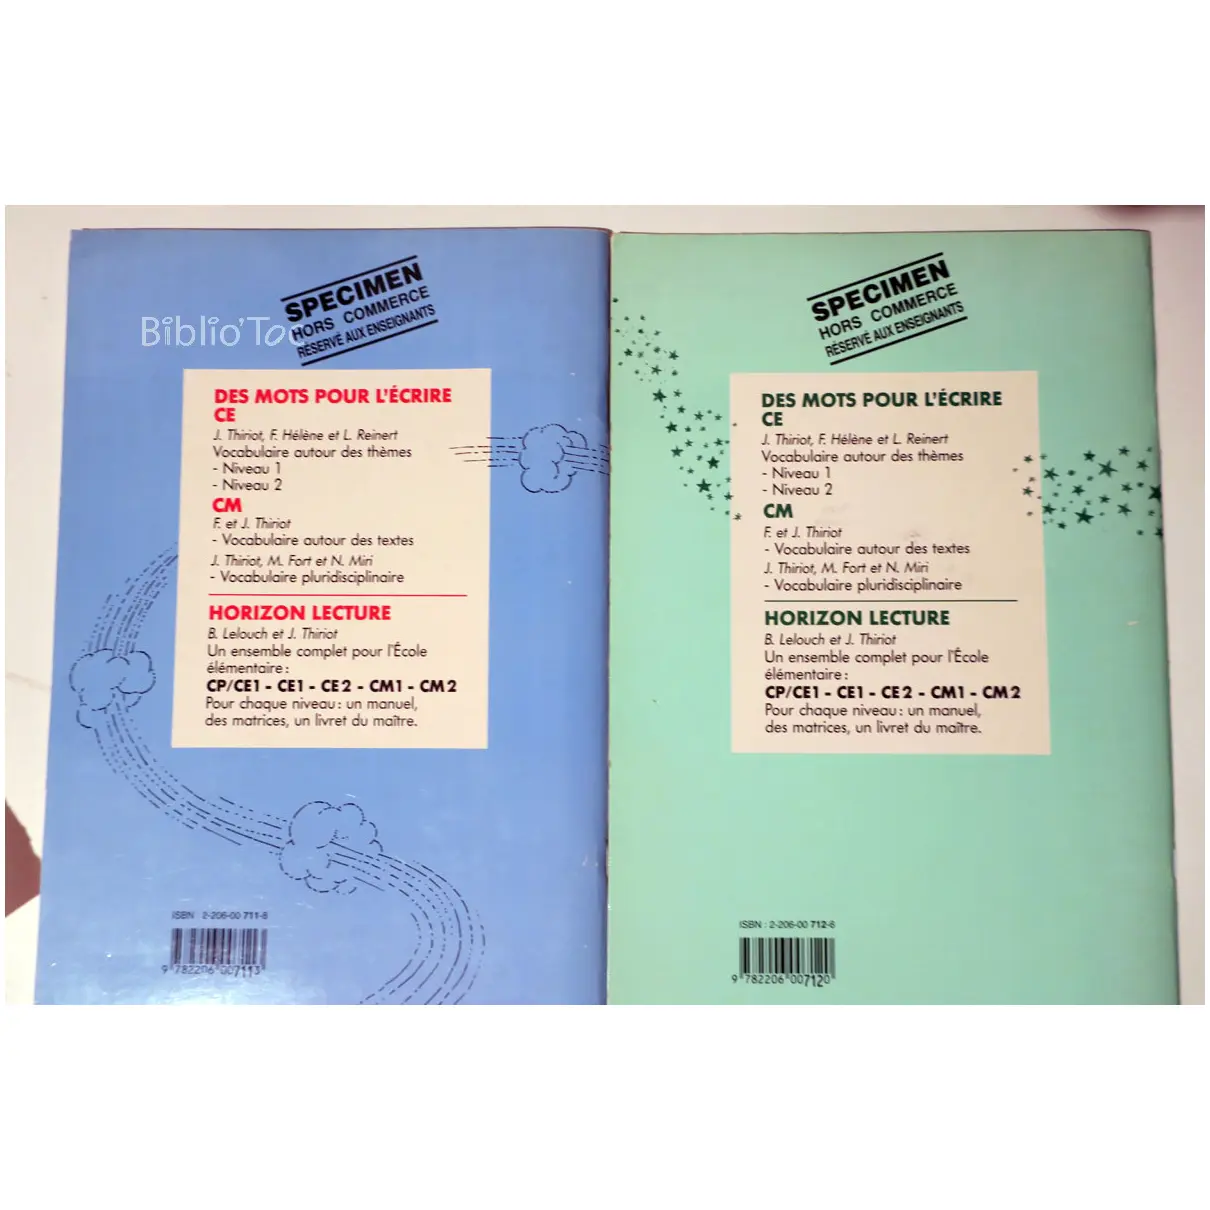 Biblio'Toc
SPECIMEN
HORS COMMERCE
RÉSERVÉ AUX ENSEIGNANTS
DES MOTS POUR L'ÉCRIRE
CE
J. Thiriot, F. Hélène et L. Reinert
Vocabulaire autour des thèmes
- Niveau 1
- Niveau 2
CM
F. et J. Thiriot
- Vocabulaire autour des textes
J. Thiriot, M. Fort et N. Miri
- Vocabulaire pluridisciplinaire
HORIZON LECTURE
B. Lelouch et J. Thiriot
Un ensemble complet pour l'École
élémentaire :
CP/CE1 - CE1 - CE2 - CM1 - CM2
Pour chaque niveau : un manuel,
des matrices, un livret du maître.
ISBN : 2-206-00 711-8
9 782206 007113
SPECIMEN
HORS COMMERCE
RÉSERVÉ AUX ENSEIGNANTS
DES MOTS POUR L'ÉCRIRE
CE
J. Thiriot, F. Hélène et L. Reinert
Vocabulaire autour des thèmes
- Niveau 1
- Niveau 2
CM
F. et J. Thiriot
- Vocabulaire autour des textes
J. Thiriot, M. Fort et N. Miri
- Vocabulaire pluridisciplinaire
HORIZON LECTURE
B. Lelouch et J. Thiriot
Un ensemble complet pour l'École
élémentaire :
CP/CE1 - CE1 - CE2 - CM1 - CM2
Pour chaque niveau : un manuel,
des matrices, un livret du maître.
ISBN : 2-206-00 712-6
9 782206 007120